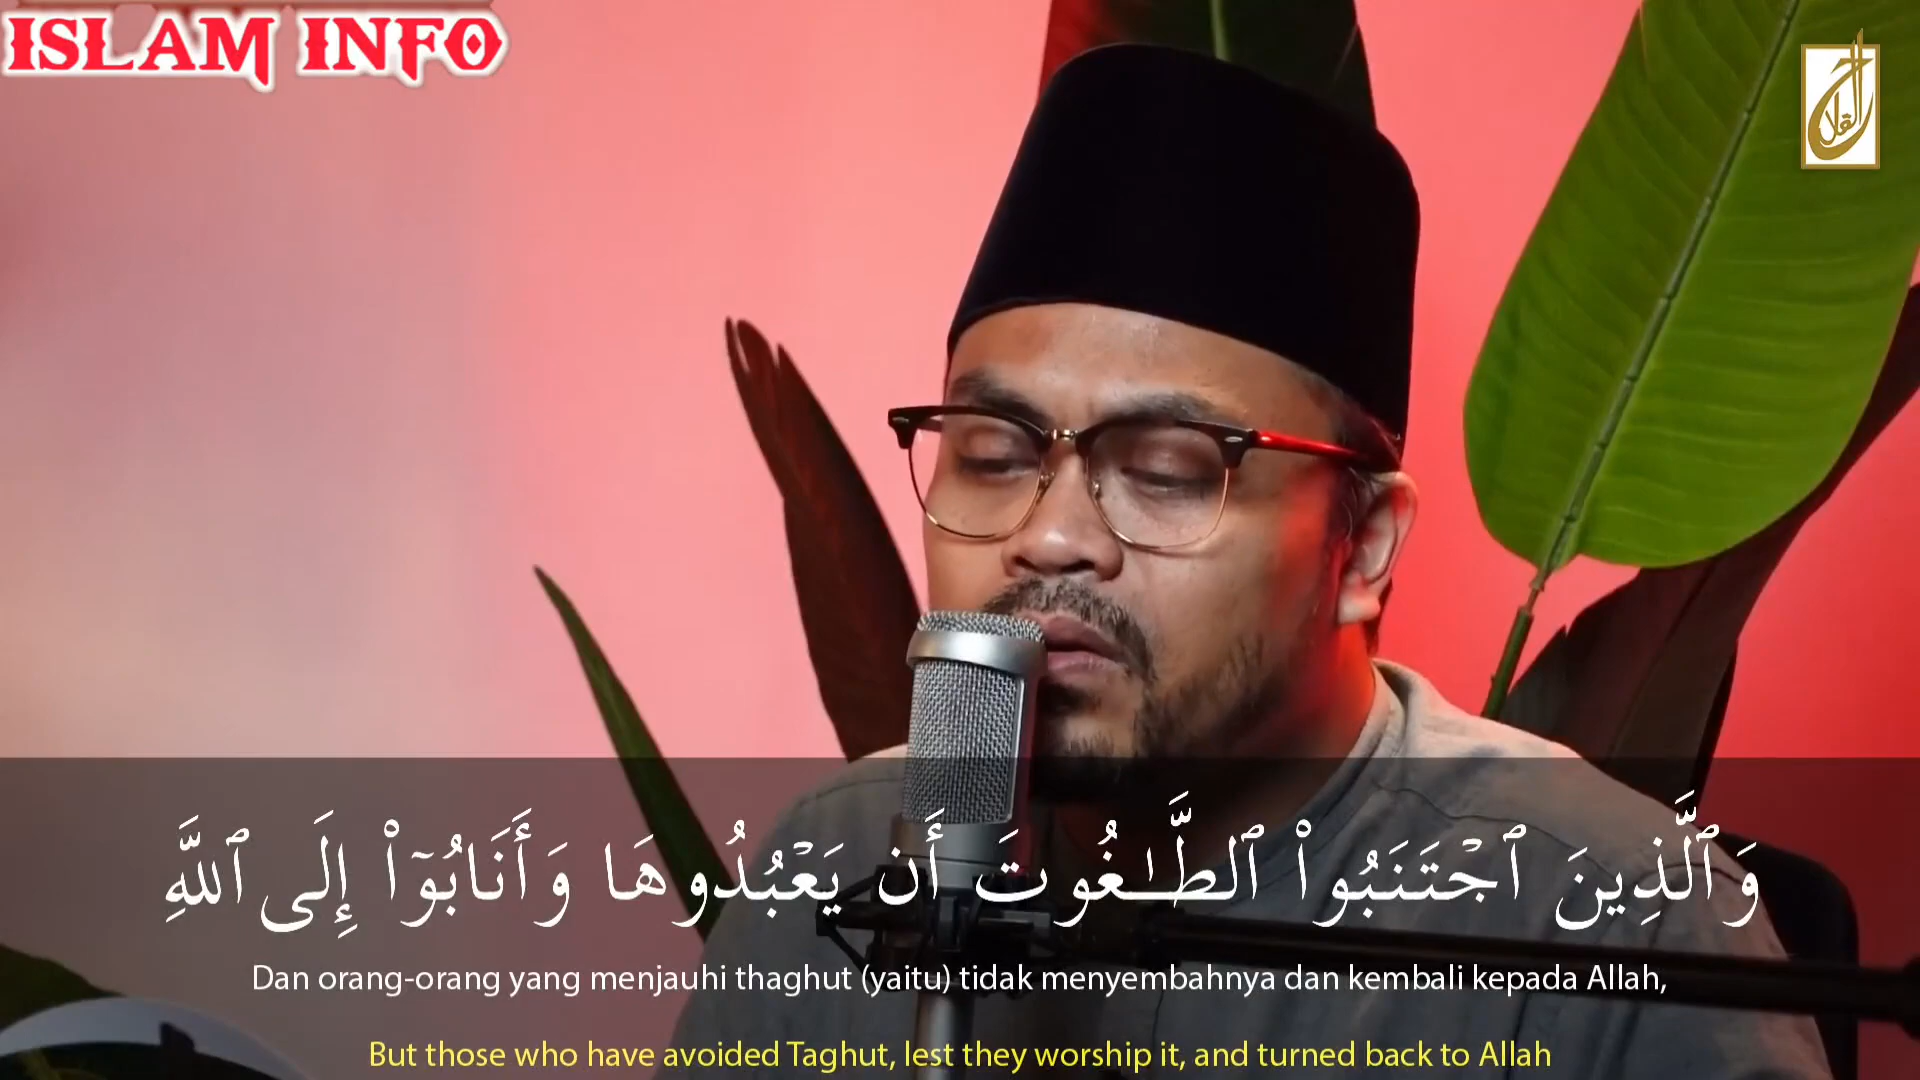 ISLAM INFO
وَٱلَّذِينَ ٱجْتَنَبُوا۟ ٱلطَّـٰغُوتَ أَن يَعْبُدُوهَا وَأَنَابُوٓا۟ إِلَى ٱللَّهِ
Dan orang-orang yang menjauhi thaghut (yaitu) tidak menyembahnya dan kembali kepada Allah,
But those who have avoided Taghut, lest they worship it, and turned back to Allah